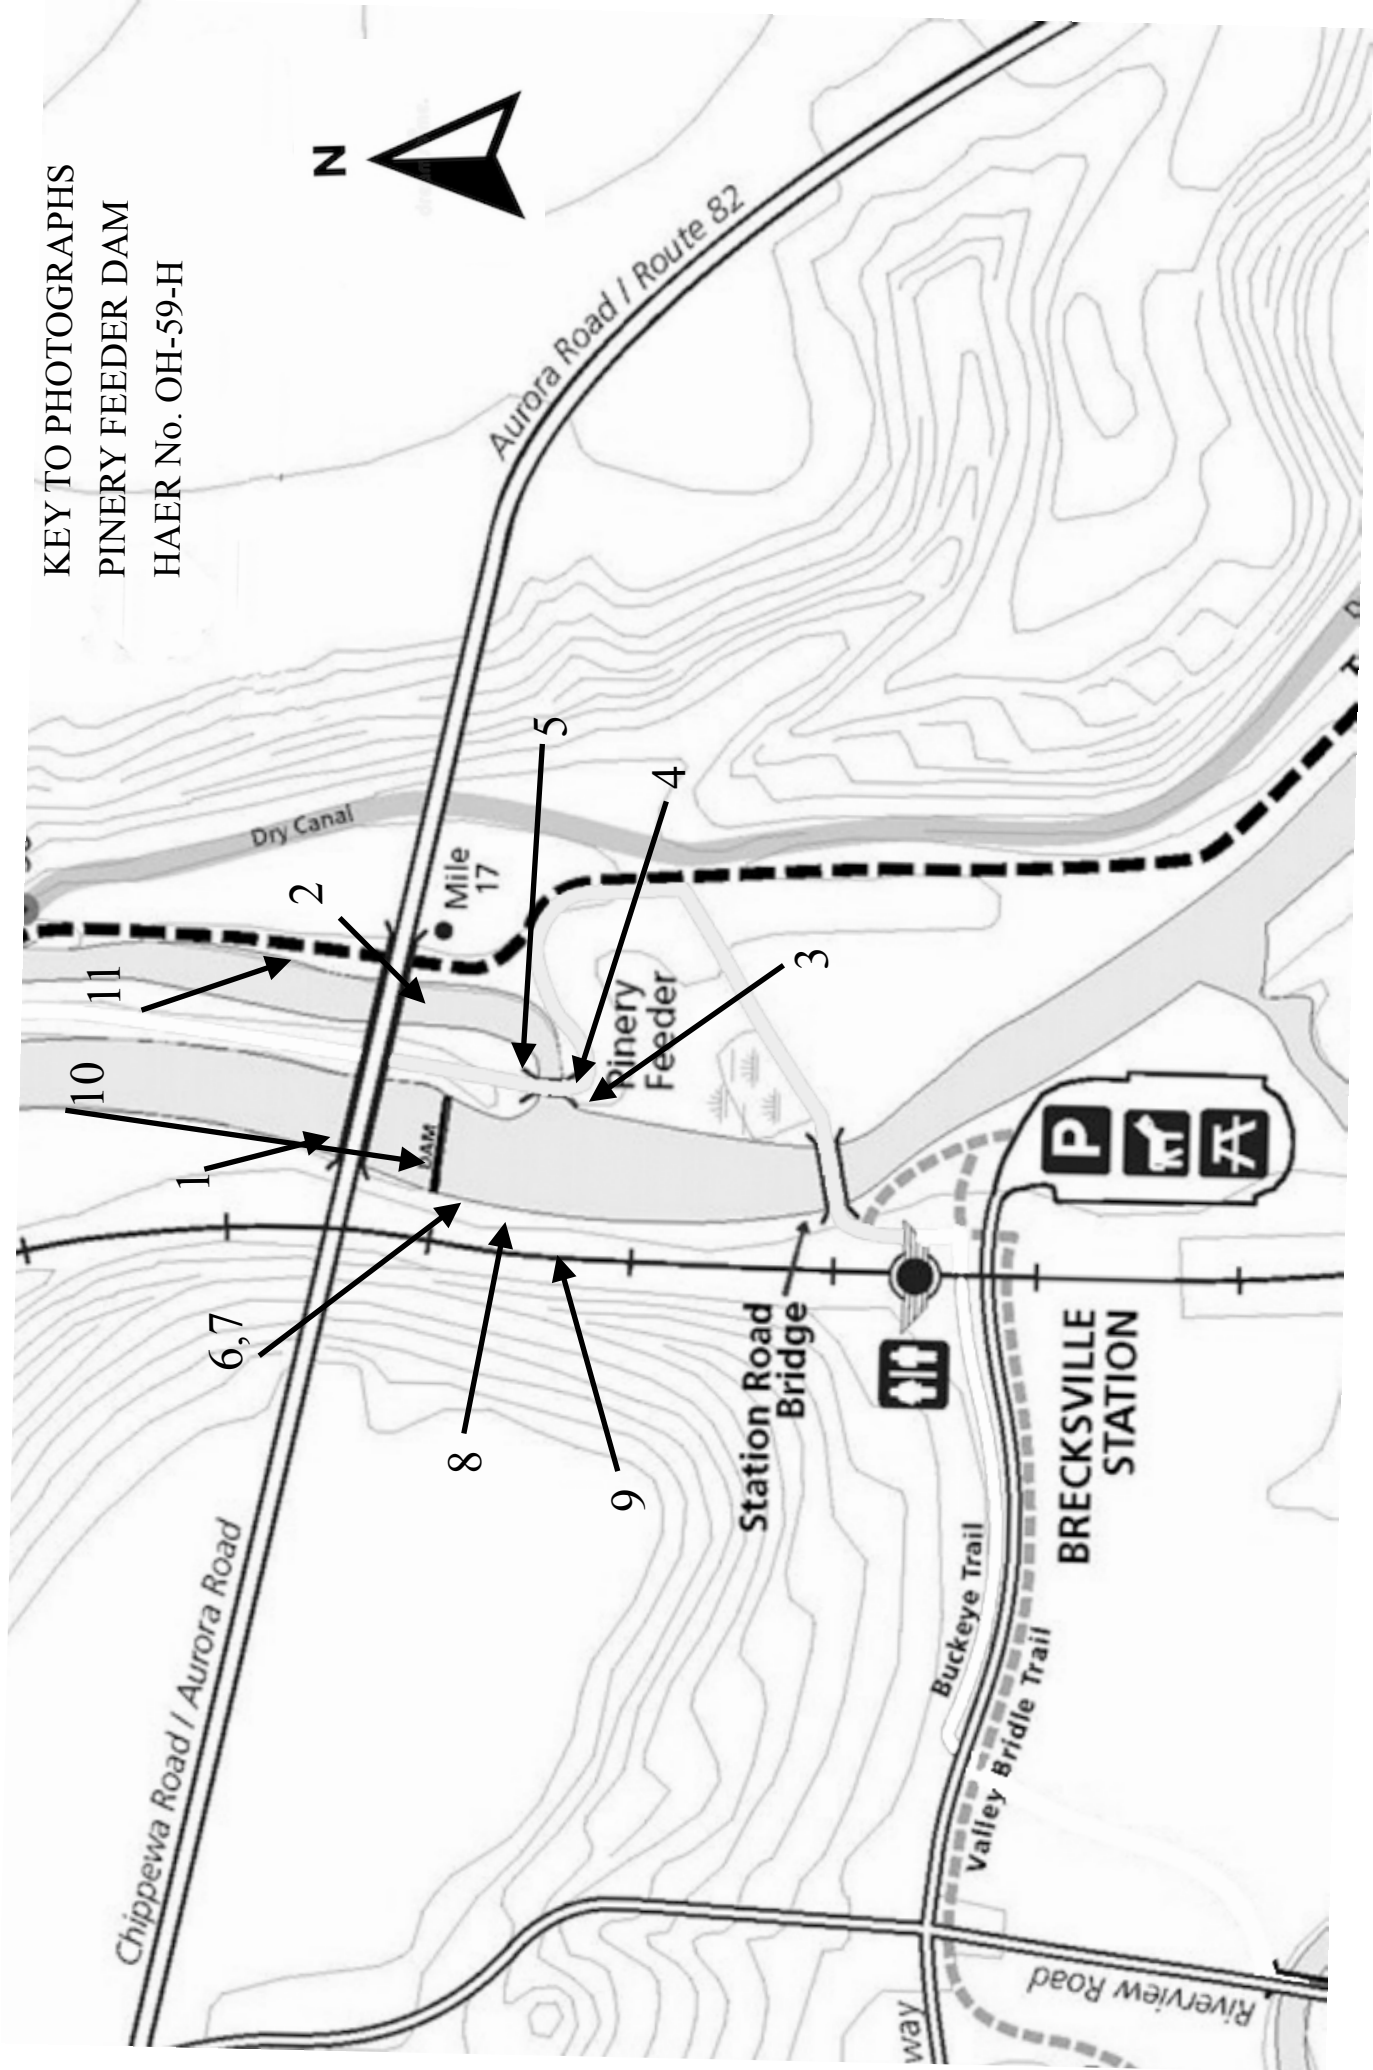 KEY TO PHOTOGRAPHS
PINERY FEEDER DAM
HAER No. OH-59-H
N
Aurora Road / Route 82
Dry Canal
Mile
17
2
11
10
1
5
4
3
DAM
Pinery
Feeder
6,7
8
9
Station Road
Bridge
P
BRECKSVILLE
STATION
Chippewa Road / Aurora Road
Buckeye Trail
Valley Bridle Trail
Riverview Road
way